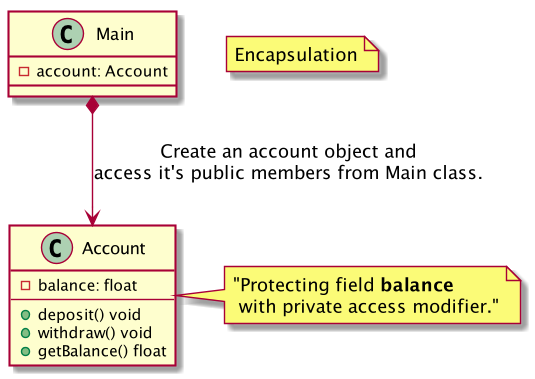 C Main
account: Account
Encapsulation
Create an account object and
access it's public members from Main class.
C Account
balance: float
deposit() void
withdraw() void
getBalance() float
"Protecting field balance
with private access modifier."